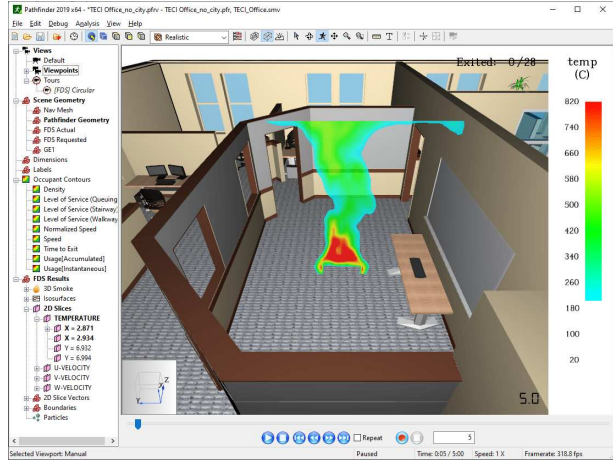 Pathfinder 2019 x64 - "TECI Office_no_city.pfrv - TECI Office_no_city.pfr, TECI_Office.smv"
File Edit Debug Analysis View Help
Realistic
Views
Default
Viewpoints
Tours
[FDS] Circular
Scene Geometry
Nav Mesh
Pathfinder Geometry
FDS Actual
FDS Requested
GE1
Dimensions
Labels
Occupant Contours
Density
Level of Service (Queuing
Level of Service (Stairway
Level of Service (Walkway
Normalized Speed
Speed
Time to Exit
Usage[Accumulated]
Usage[Instantaneous]
FDS Results
3D Smoke
Isosurfaces
2D Slices
TEMPERATURE
X = 2.871
X = 2.934
Y = 6.932
Y = 6.994
U-VELOCITY
V-VELOCITY
W-VELOCITY
2D Slice Vectors
Boundaries
Particles
Exited: 0/28
temp
(C)
820
740
660
580
500
420
340
260
180
100
20
Z
X
Y
5.0
Repeat
5
Selected Viewport: Manual
Paused
Time: 0:05 / 5:00
Speed: 1 X
Framerate: 318.8 fps